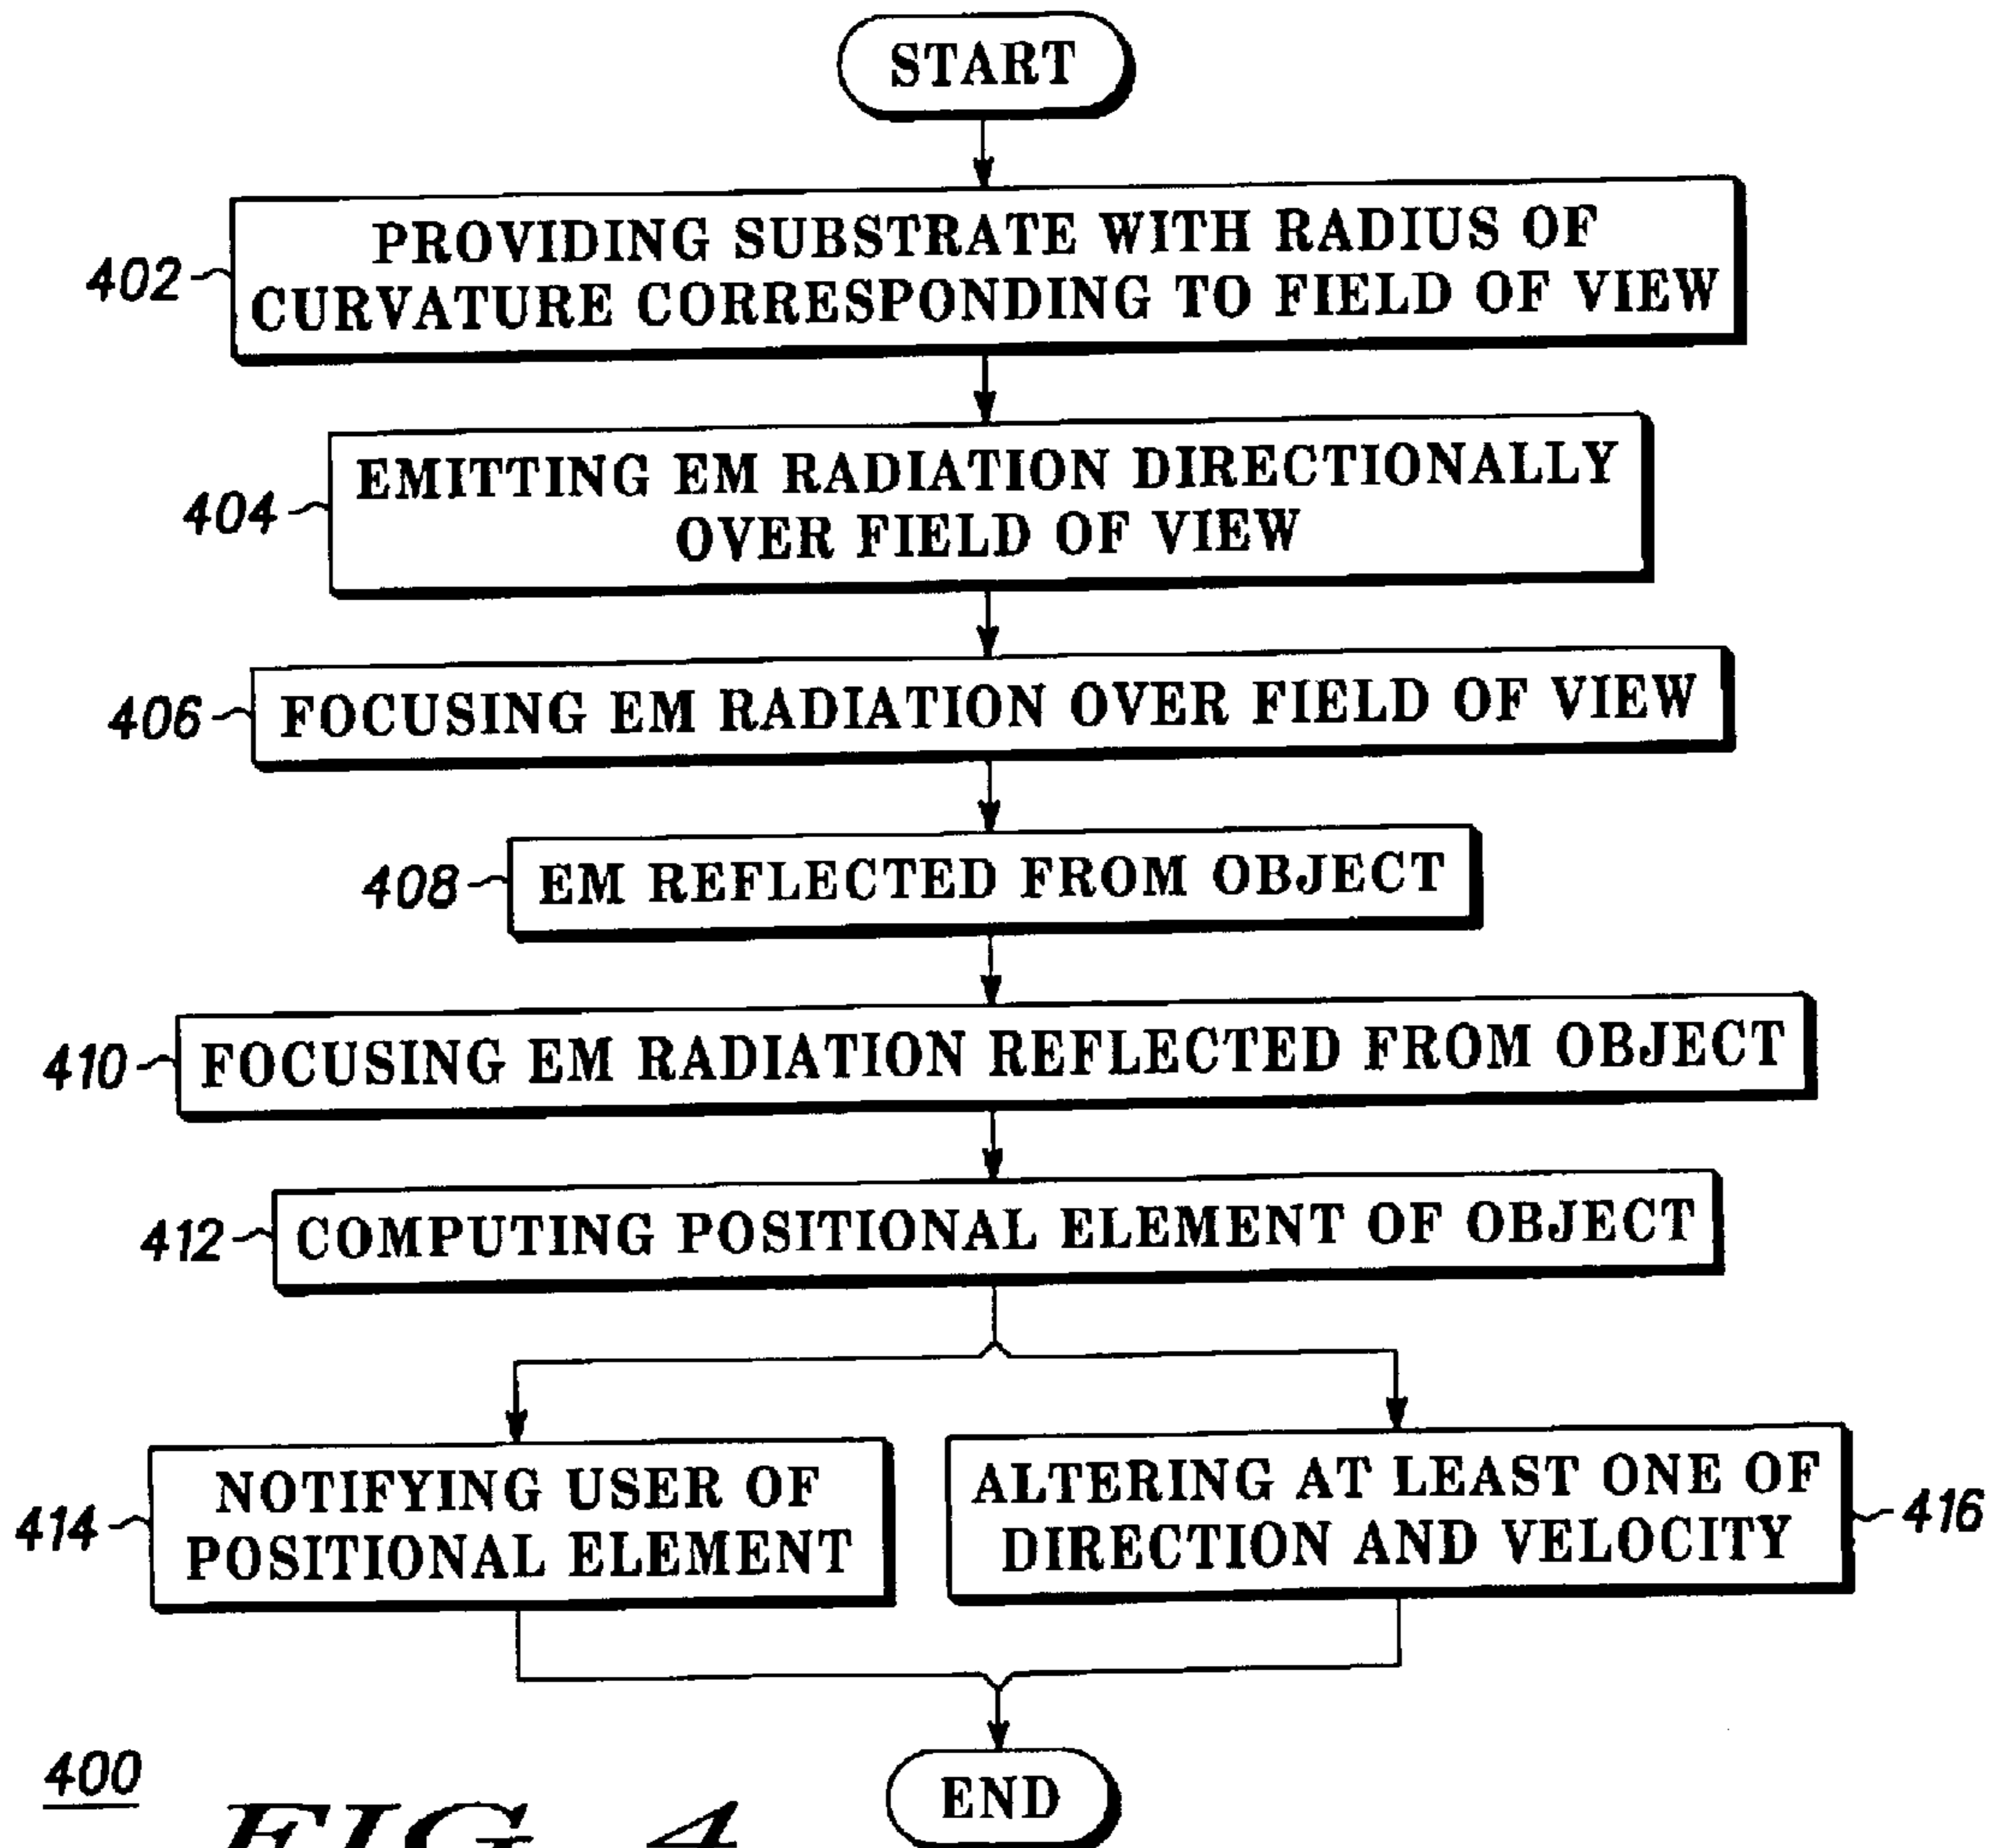 START
402
PROVIDING SUBSTRATE WITH RADIUS OF
CURVATURE CORRESPONDING TO FIELD OF VIEW
404
EMITTING EM RADIATION DIRECTIONALLY
OVER FIELD OF VIEW
406
FOCUSING EM RADIATION OVER FIELD OF VIEW
408
EM REFLECTED FROM OBJECT
410
FOCUSING EM RADIATION REFLECTED FROM OBJECT
412
COMPUTING POSITIONAL ELEMENT OF OBJECT
414
NOTIFYING USER OF
POSITIONAL ELEMENT
ALTERING AT LEAST ONE OF
DIRECTION AND VELOCITY
416
END
400
FIG. 4